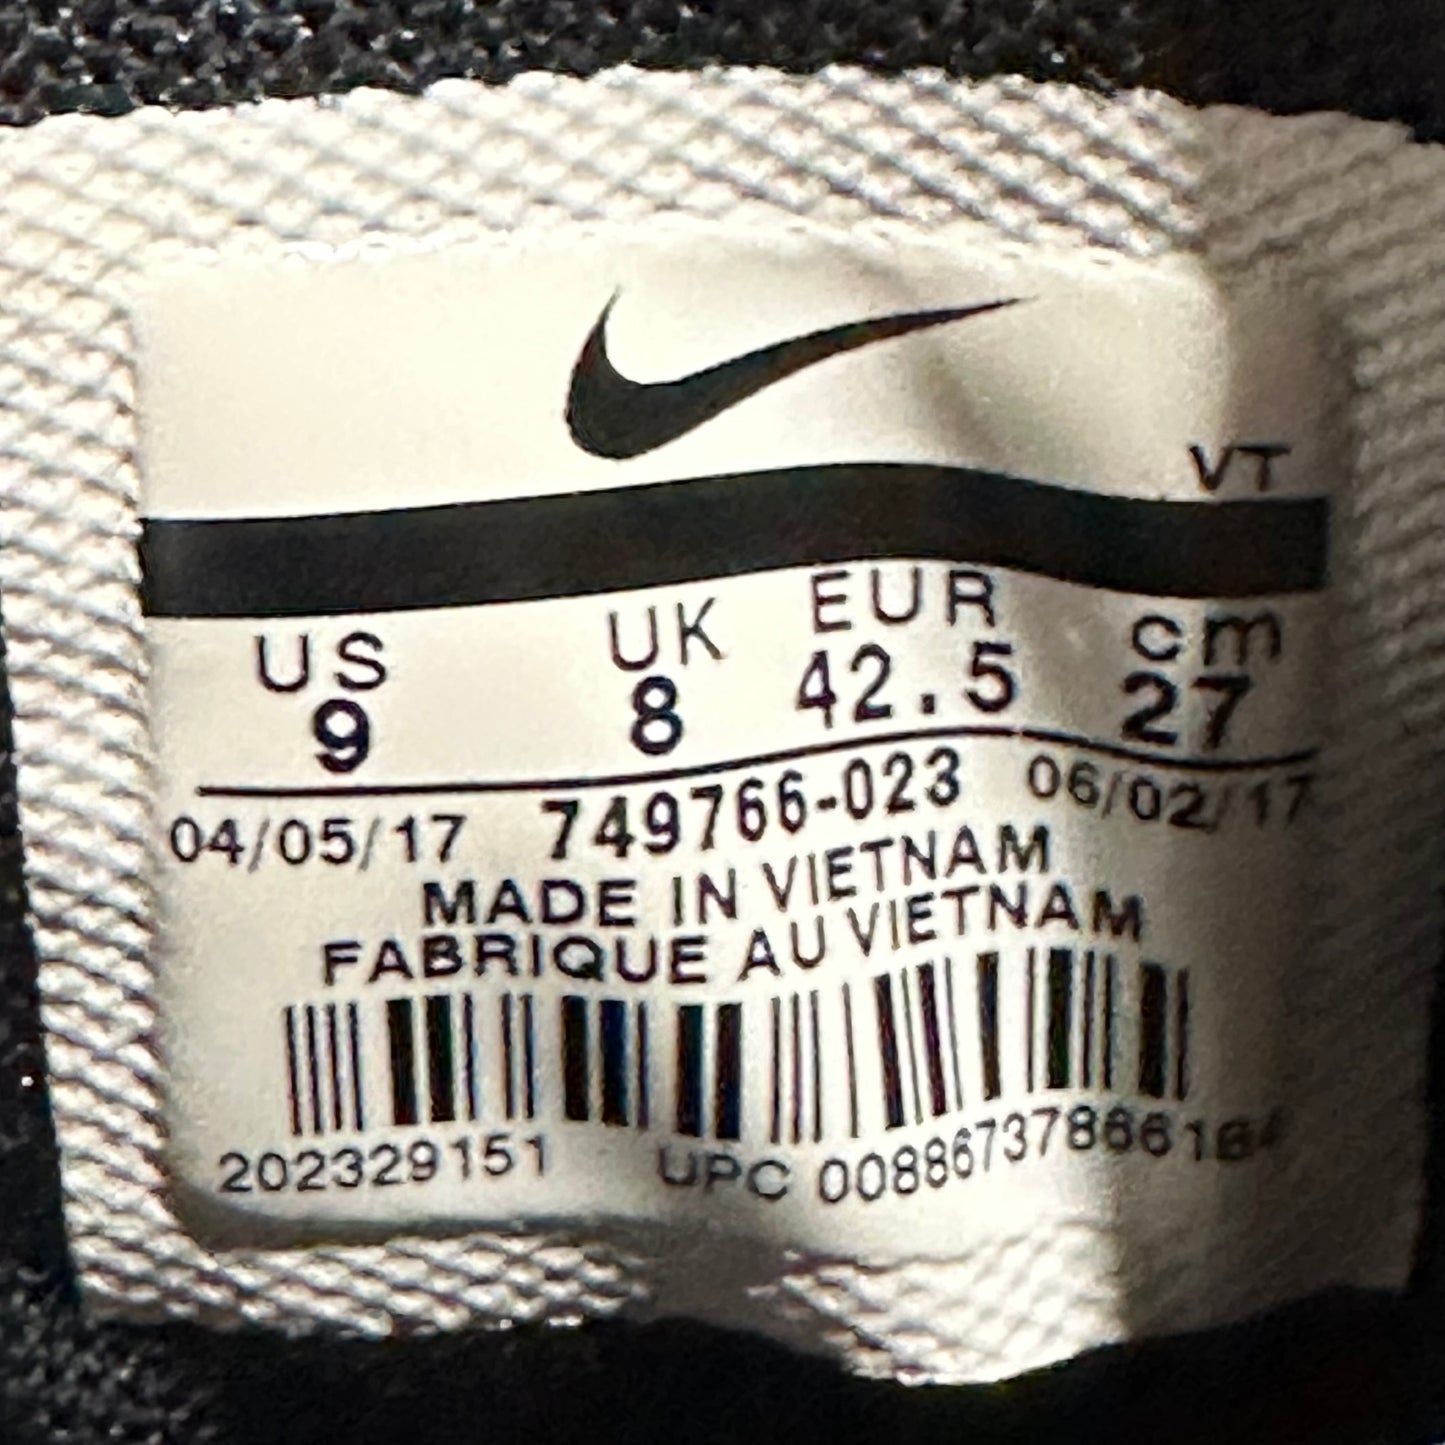 VT
US UK EUR cm
9 8 42.5 27
04/05/17 749766-023 06/02/17
MADE IN VIETNAM
FABRIQUE AU VIETNAM
202329151 UPC